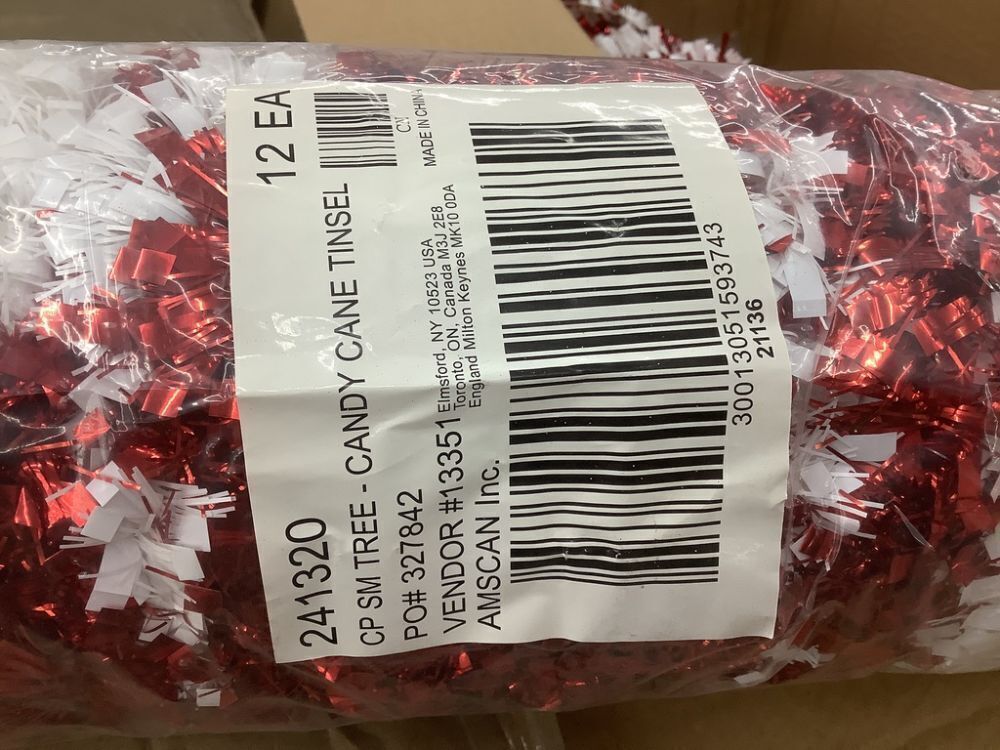 241320 12 EA
CP SM TREE - CANDY CANE TINSEL
PO# 327842 CN
MADE IN CHINA
VENDOR #13351 Elmsford, NY 10523 USA
Toronto, ON, Canada M3J 2E8
England Milton Keynes MK10 0DA
AMSCAN Inc.
30013051593743
21136